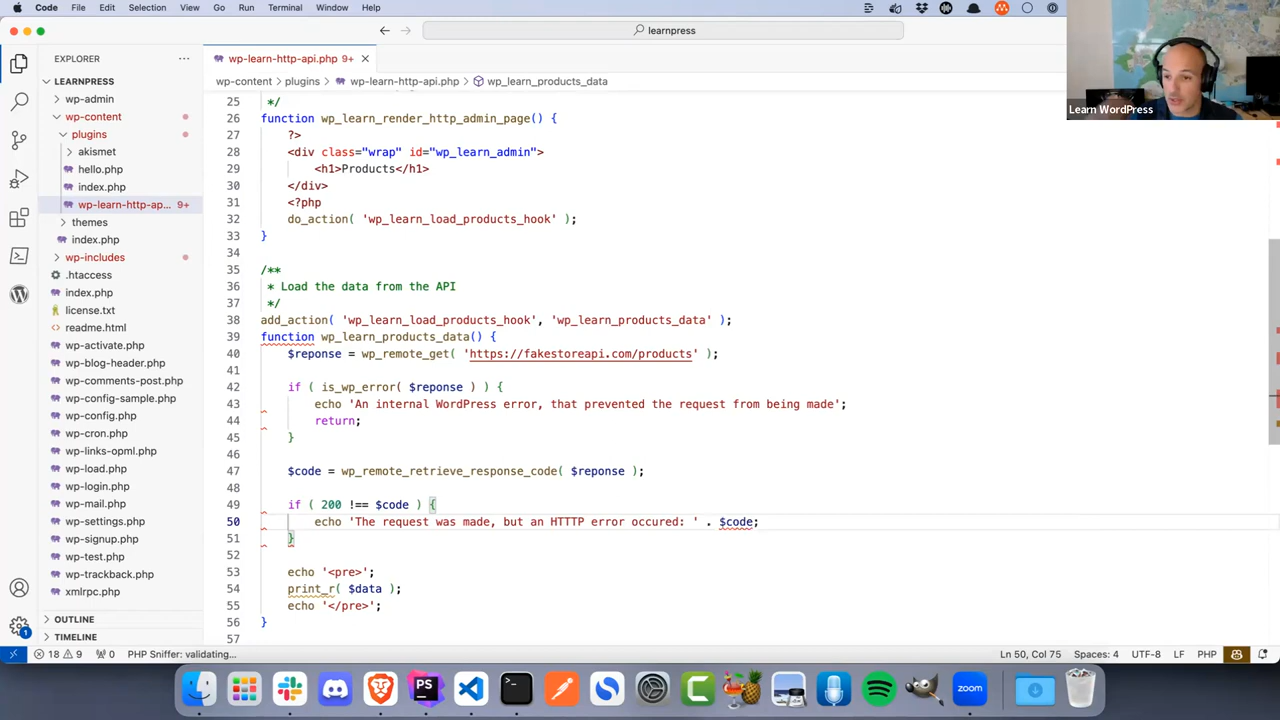 Code File Edit Selection View Go Run Terminal Window Help
learnpress
EXPLORER
LEARNPRESS
wp-admin
wp-content
plugins
akismet
hello.php
index.php
wp-learn-http-ap... 9+
themes
index.php
wp-includes
.htaccess
index.php
license.txt
readme.html
wp-activate.php
wp-blog-header.php
wp-comments-post.php
wp-config-sample.php
wp-config.php
wp-cron.php
wp-links-opml.php
wp-load.php
wp-login.php
wp-mail.php
wp-settings.php
wp-signup.php
wp-test.php
wp-trackback.php
xmlrpc.php
OUTLINE
TIMELINE
wp-learn-http-api.php 9+
wp-content plugins wp-learn-http-api.php wp_learn_products_data
25 */
26 function wp_learn_render_http_admin_page() {
27 ?>
28 <div class="wrap" id="wp_learn_admin">
29 <h1>Products</h1>
30 </div>
31 <?php
32 do_action( 'wp_learn_load_products_hook' );
33 }
34
35 /**
36 * Load the data from the API
37 */
38 add_action( 'wp_learn_load_products_hook', 'wp_learn_products_data' );
39 function wp_learn_products_data() {
40 $reponse = wp_remote_get( 'https://fakestoreapi.com/products' );
41
42 if ( is_wp_error( $reponse ) ) {
43 echo 'An internal WordPress error, that prevented the request from being made';
44 return;
45 }
46
47 $code = wp_remote_retrieve_response_code( $reponse );
48
49 if ( 200 !== $code ) {
50 echo 'The request was made, but an HTTTP error occured: ' . $code;
51 }
52
53 echo '<pre>';
54 print_r( $data );
55 echo '</pre>';
56 }
57
Learn WordPress
1
18 9 0 PHP Sniffer: validating...
Ln 50, Col 75 Spaces: 4 UTF-8 LF PHP
PS
zoom